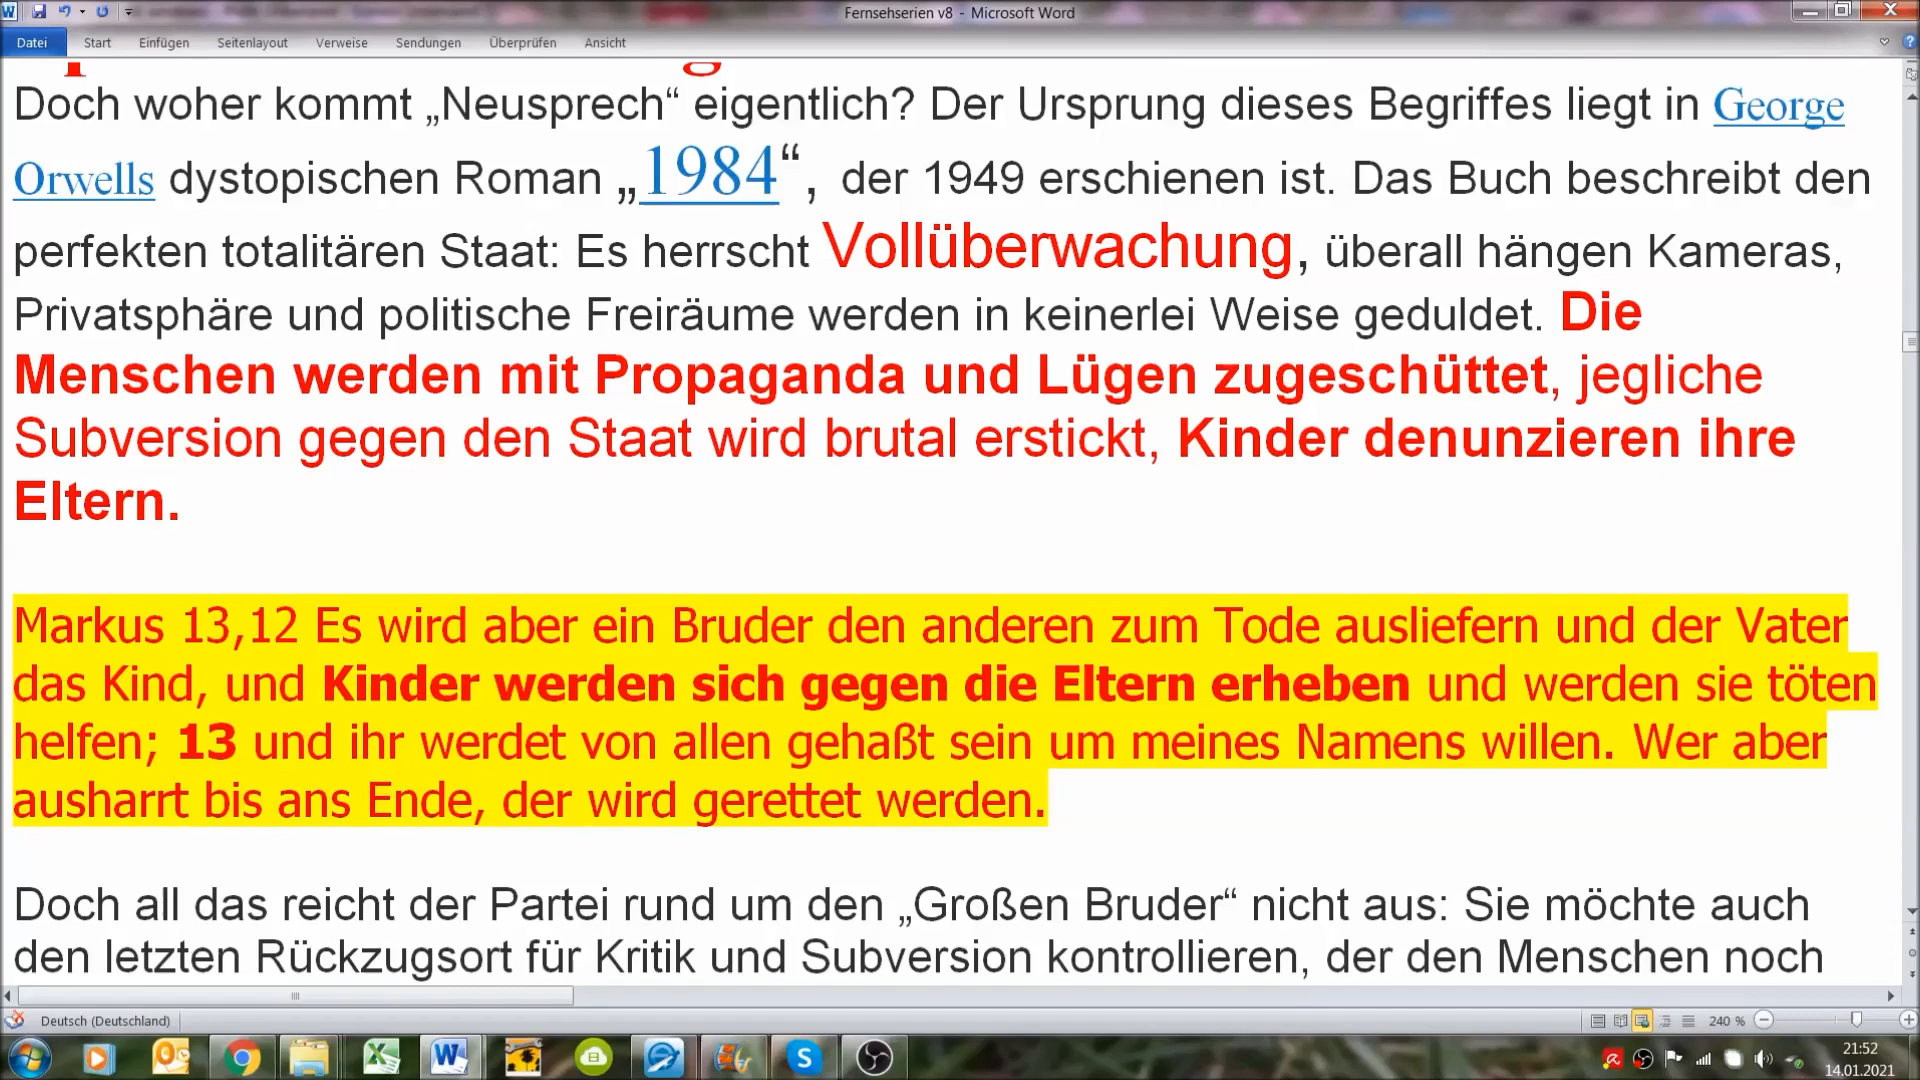 Fernsehserien v8 - Microsoft Word
Datei Start Einfügen Seitenlayout Verweise Sendungen Überprüfen Ansicht
Doch woher kommt „Neusprech“ eigentlich? Der Ursprung dieses Begriffes liegt in George
Orwells dystopischen Roman „1984“, der 1949 erschienen ist. Das Buch beschreibt den
perfekten totalitären Staat: Es herrscht Vollüberwachung, überall hängen Kameras,
Privatsphäre und politische Freiräume werden in keinerlei Weise geduldet. Die
Menschen werden mit Propaganda und Lügen zugeschüttet, jegliche
Subversion gegen den Staat wird brutal erstickt, Kinder denunzieren ihre
Eltern.
Markus 13,12 Es wird aber ein Bruder den anderen zum Tode ausliefern und der Vater
das Kind, und Kinder werden sich gegen die Eltern erheben und werden sie töten
helfen; 13 und ihr werdet von allen gehaßt sein um meines Namens willen. Wer aber
ausharrt bis ans Ende, der wird gerettet werden.
Doch all das reicht der Partei rund um den „Großen Bruder“ nicht aus: Sie möchte auch
den letzten Rückzugsort für Kritik und Subversion kontrollieren, der den Menschen noch
Deutsch (Deutschland) 240 %
21:52
14.01.2021